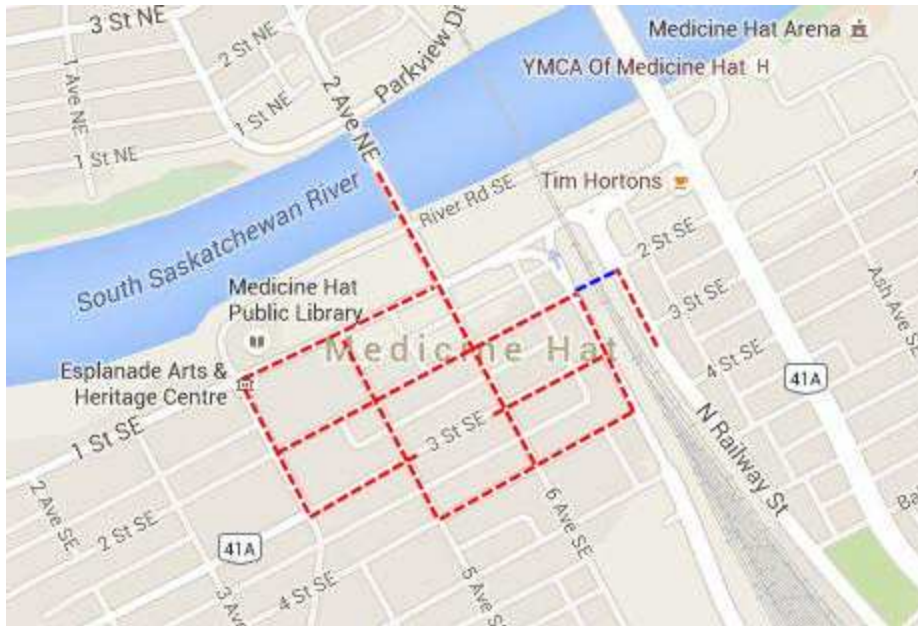 3 St NE
2 St NE
1 Ave NE
1 St NE
1 St NE
2 Ave NE
Parkview Dr
Medicine Hat Arena
YMCA Of Medicine Hat H
Tim Hortons
South Saskatchewan River
River Rd SE
2 St SE
3 St SE
4 St SE
Ash Ave SE
41A
N Railway St
Medicine Hat
Public Library
Medicine Hat
Esplanade Arts &
Heritage Centre
1 St SE
3 St SE
2 Ave SE
2 St SE
41A
3 Ave
4 St SE
5 Ave SE
6 Ave SE